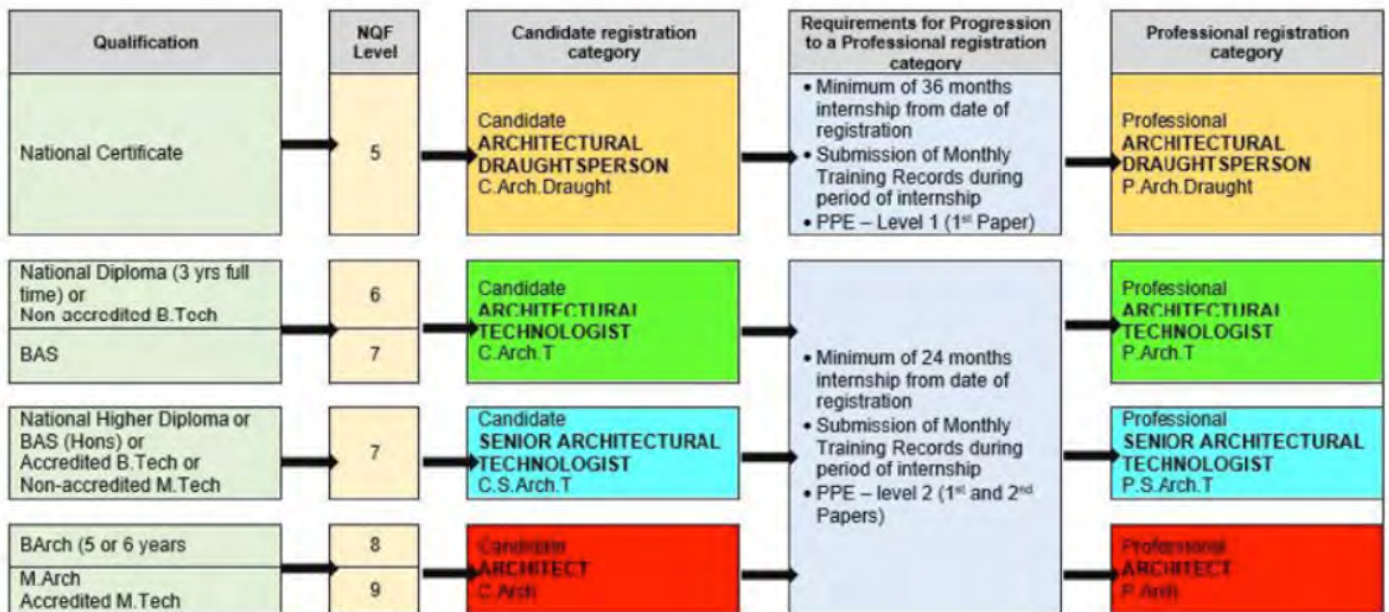 Qualification
NQF
Level
Candidate registration
category
Requirements for Progression
to a Professional registration
category
Professional registration
category
National Certificate
5
Candidate
ARCHITECTURAL
DRAUGHTSPERSON
C.Arch.Draught
• Minimum of 36 months
internship from date of
registration
• Submission of Monthly
Training Records during
period of internship
• PPE – Level 1 (1st Paper)
Professional
ARCHITECTURAL
DRAUGHTSPERSON
P.Arch.Draught
National Diploma (3 yrs full
time) or
Non-accredited B.Tech
6
BAS
7
Candidate
ARCHITECTURAL
TECHNOLOGIST
C.Arch.T
• Minimum of 24 months
internship from date of
registration
• Submission of Monthly
Training Records during
period of internship
• PPE – level 2 (1st and 2nd
Papers)
Professional
ARCHITECTURAL
TECHNOLOGIST
P.Arch.T
National Higher Diploma or
BAS (Hons) or
Accredited B.Tech or
Non-accredited M.Tech
7
Candidate
SENIOR ARCHITECTURAL
TECHNOLOGIST
C.S.Arch.T
Professional
SENIOR ARCHITECTURAL
TECHNOLOGIST
P.S.Arch.T
BArch (5 or 6 years
8
M.Arch
Accredited M.Tech
9
Candidate
ARCHITECT
C.Arch
Professional
ARCHITECT
P.Arch